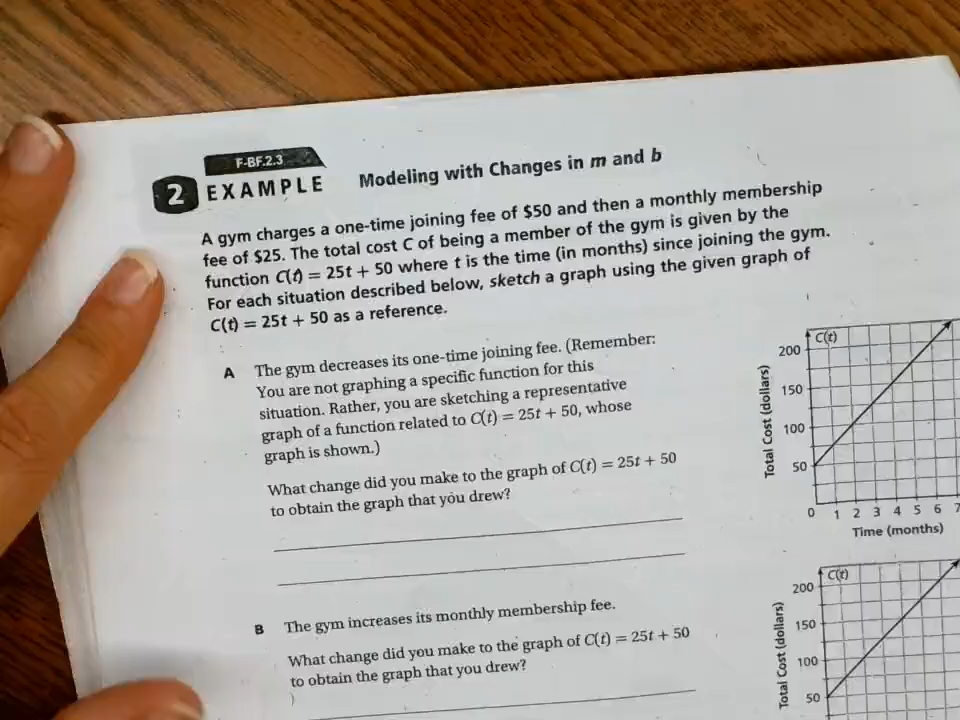 F-BF.2.3
2 EXAMPLE Modeling with Changes in m and b
A gym charges a one-time joining fee of $50 and then a monthly membership
fee of $25. The total cost C of being a member of the gym is given by the
function C(t) = 25t + 50 where t is the time (in months) since joining the gym.
For each situation described below, sketch a graph using the given graph of
C(t) = 25t + 50 as a reference.
A The gym decreases its one-time joining fee. (Remember:
You are not graphing a specific function for this
situation. Rather, you are sketching a representative
graph of a function related to C(t) = 25t + 50, whose
graph is shown.)
What change did you make to the graph of C(t) = 25t + 50
to obtain the graph that you drew?
C(t)
200
150
100
50
0 1 2 3 4 5 6 7
Total Cost (dollars)
Time (months)
B The gym increases its monthly membership fee.
What change did you make to the graph of C(t) = 25t + 50
to obtain the graph that you drew?
C(t)
200
150
100
50
Total Cost (dollars)